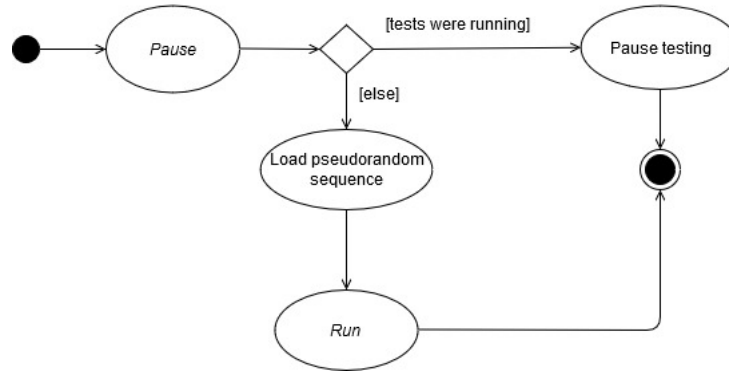 [tests were running]
Pause
Pause testing
[else]
Load pseudorandom
sequence
Run